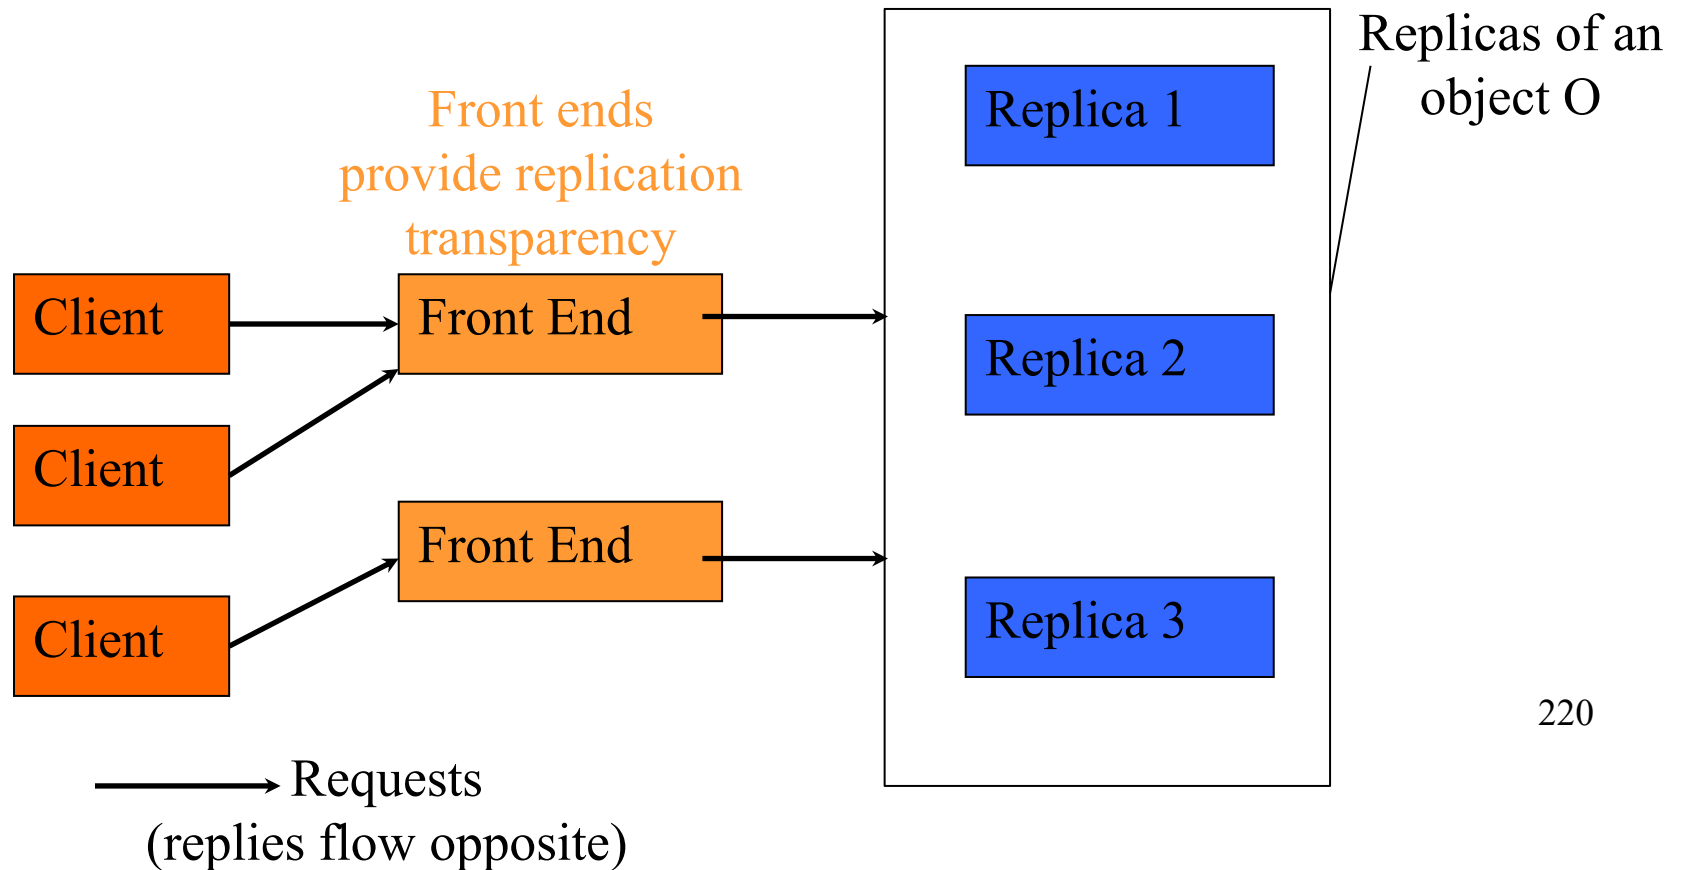 Replicas of an
object O
Front ends
provide replication
transparency
Replica 1
Client
Front End
Replica 2
Client
Front End
Client
Replica 3
220
Requests
(replies flow opposite)